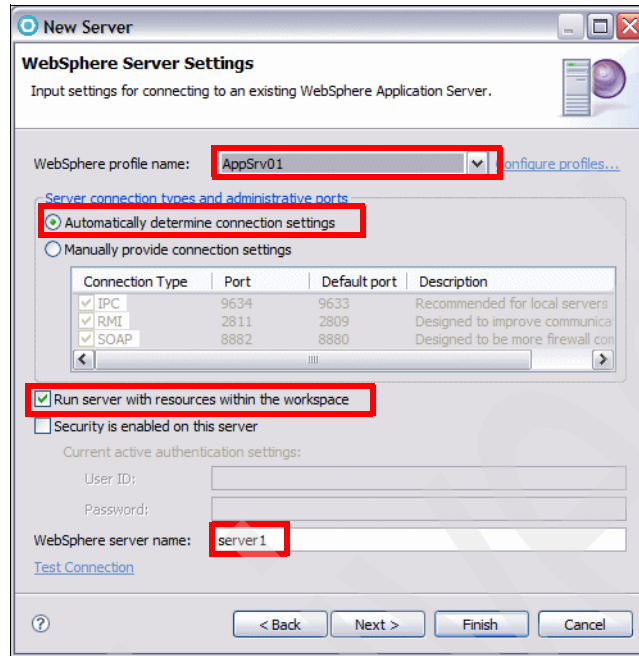 New Server
WebSphere Server Settings
Input settings for connecting to an existing WebSphere Application Server.
WebSphere profile name: AppSrv01 onfigure profiles...
Server connection types and administrative ports
Automatically determine connection settings
Manually provide connection settings
Connection Type Port Default port Description
IPC 9634 9633 Recommended for local servers
RMI 2811 2809 Designed to improve communica
SOAP 8882 8880 Designed to be more firewall con
Run server with resources within the workspace
Security is enabled on this server
Current active authentication settings:
User ID:
Password:
WebSphere server name: server1
Test Connection
? < Back Next > Finish Cancel